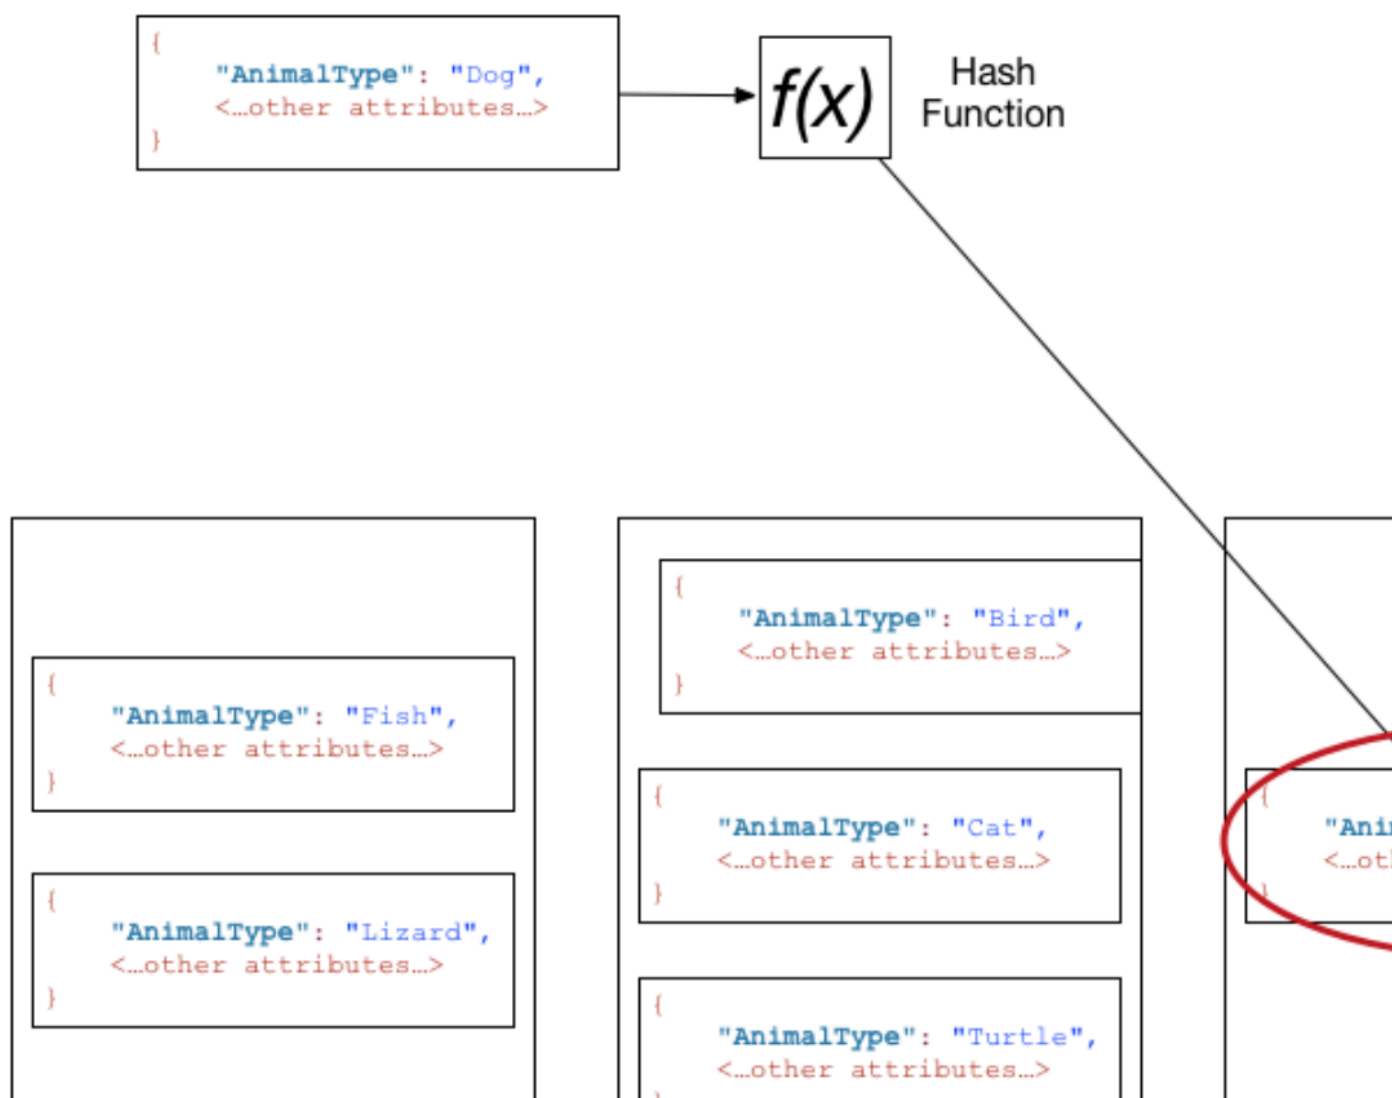 {
"AnimalType": "Dog",
<…other attributes…>
}
f(x)
Hash
Function
{
"AnimalType": "Fish",
<…other attributes…>
}
{
"AnimalType": "Lizard",
<…other attributes…>
}
{
"AnimalType": "Bird",
<…other attributes…>
}
{
"AnimalType": "Cat",
<…other attributes…>
}
{
"AnimalType": "Turtle",
<…other attributes…>
{
}